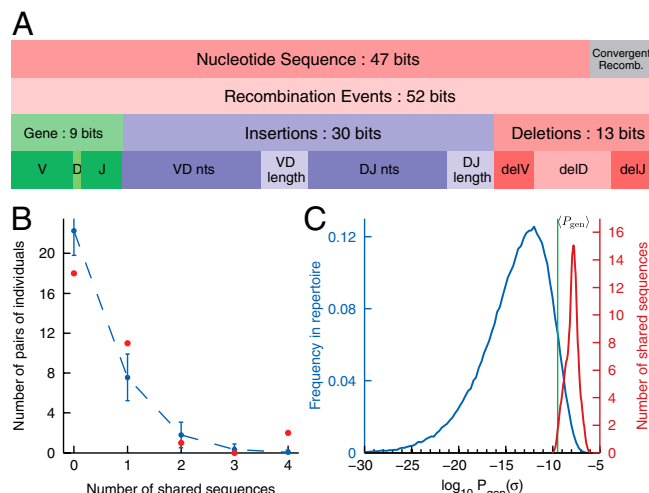 A
Nucleotide Sequence : 47 bits
Convergent
Recomb.
Recombination Events : 52 bits
Gene : 9 bits
Insertions : 30 bits
Deletions : 13 bits
V
D
J
VD nts
VD
length
DJ nts
DJ
length
delV
delD
delJ
B
Number of pairs of individuals
20
16
12
8
4
0
0 1 2 3 4
Number of shared sequences
C
Frequency in repertoire
0.12
0.08
0.04
0.00
⟨P_gen⟩
16
14
12
10
8
6
4
2
0
Number of shared sequences
−30 −25 −20 −15 −10 −5
log10 Pgen(σ)